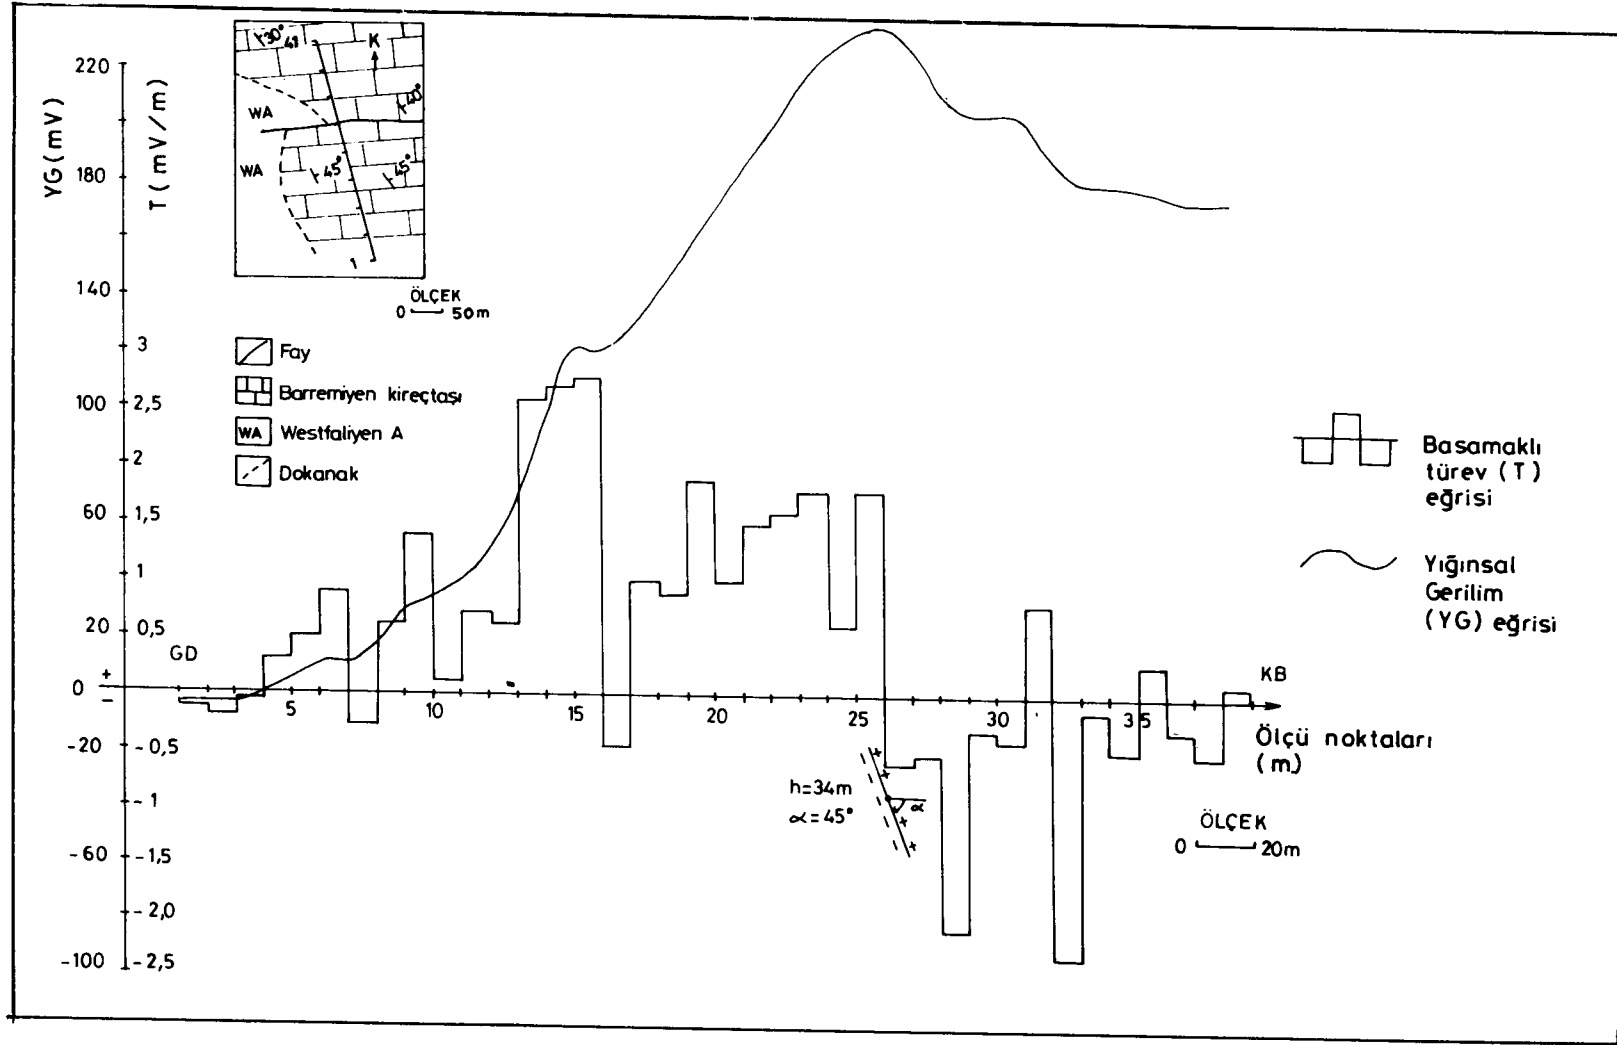 YG (mV)
T ( mV/m)
220
180
140
100
60
20
0
+
-
-20
-60
-100
3
2,5
2
1,5
1
0,5
- 0,5
- 1
-1,5
- 2,0
- 2,5
30°
41
K
WA
40°
WA
45°
45°
1
ÖLÇEK
0 50m
Fay
Barremiyen kireçtaşı
WA Westfaliyen A
Dokanak
Basamaklı
türev (T)
eğrisi
Yığınsal
Gerilim
(YG) eğrisi
GD
KB
5
10
15
20
25
30
35
Ölçü noktaları
(m)
h=34m
α=45°
α
ÖLÇEK
0 20m